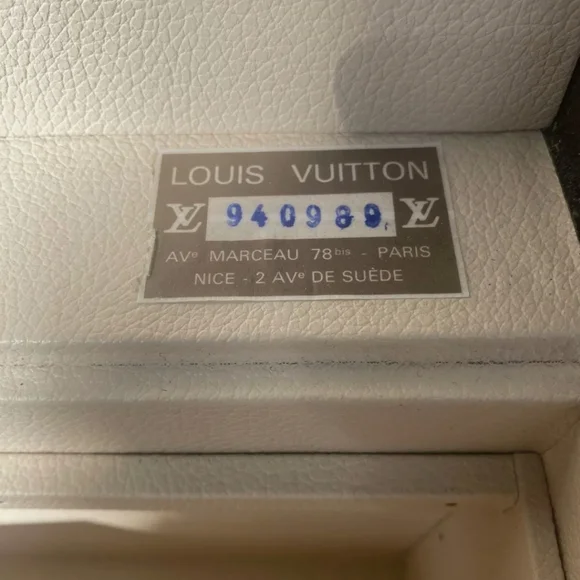 LOUIS VUITTON
LV 940989 LV
AVe MARCEAU 78bis - PARIS
NICE - 2 AVe DE SUÈDE